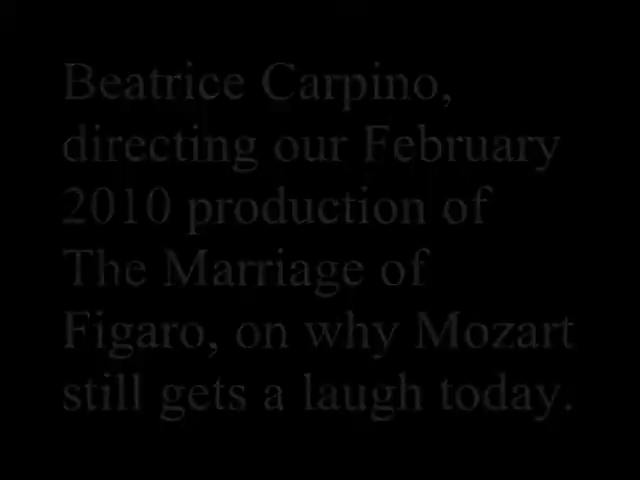 Beatrice Carpino,
directing our February
2010 production of
The Marriage of
Figaro, on why Mozart
still gets a laugh today.